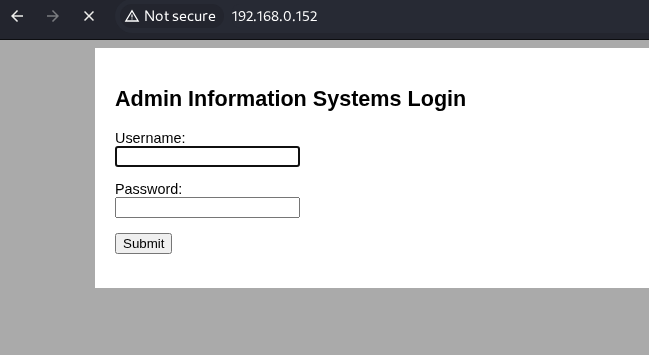 Not secure 192.168.0.152
Admin Information Systems Login
Username:
Password:
Submit